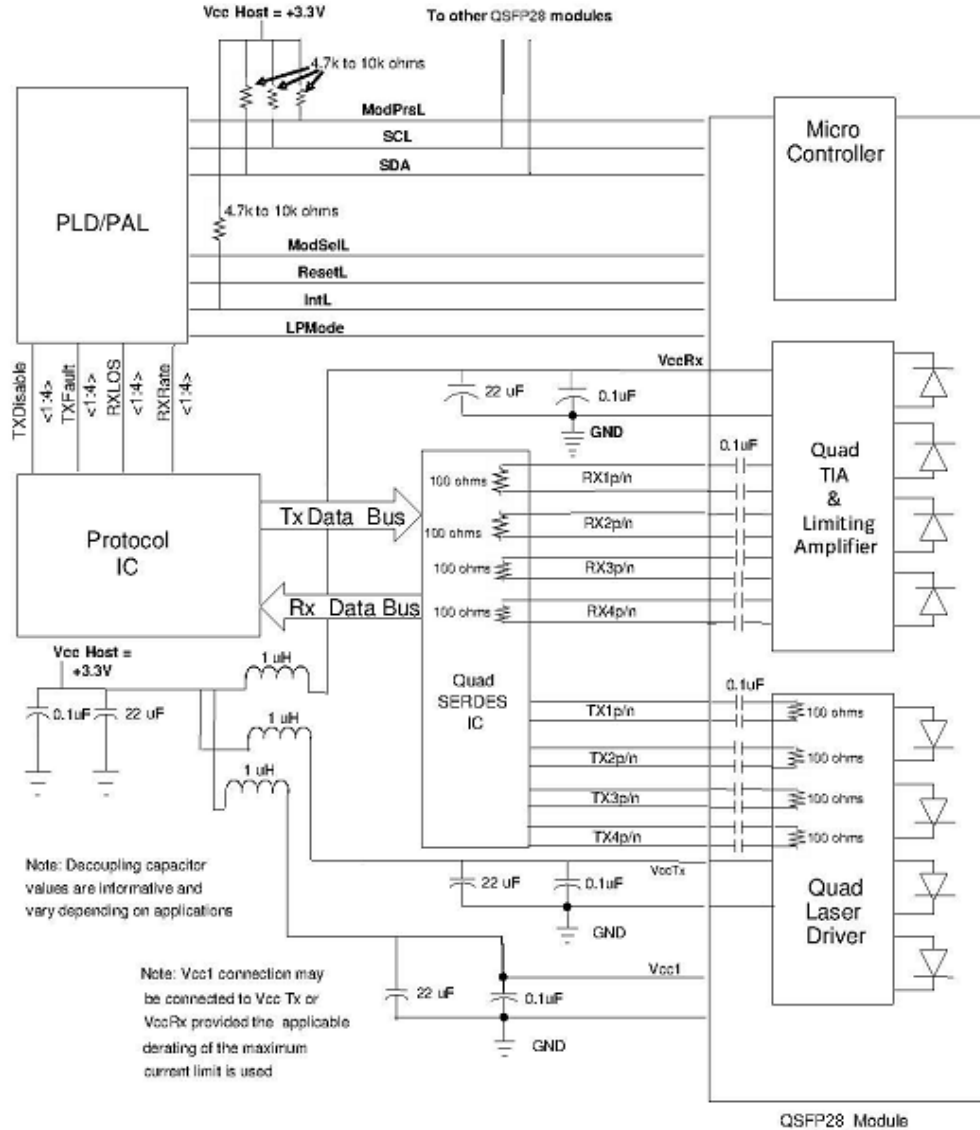 Vcc Host = +3.3V
To other QSFP28 modules
4.7k to 10k ohms
ModPrsL
SCL
SDA
Micro
Controller
PLD/PAL
4.7k to 10k ohms
ModSelL
ResetL
IntL
LPMode
TXDisable
<1:4>
TXFault
<1:4>
RXLOS
<1:4>
RXRate
<1:4>
VccRx
22 uF
0.1uF
GND
Quad
TIA
&
Limiting
Amplifier
0.1uF
100 ohms
RX1p/n
100 ohms
RX2p/n
100 ohms
RX3p/n
100 ohms
RX4p/n
Protocol
IC
Tx Data Bus
Rx Data Bus
Vcc Host =
+3.3V
0.1uF
22 uF
1 uH
1 uH
1 uH
Quad
SERDES
IC
0.1uF
TX1p/n
100 ohms
TX2p/n
100 ohms
TX3p/n
100 ohms
TX4p/n
100 ohms
VccTx
22 uF
0.1uF
GND
Quad
Laser
Driver
Note: Decoupling capacitor
values are informative and
vary depending on applications
Note: Vcc1 connection may
be connected to Vcc Tx or
VccRx provided the applicable
derating of the maximum
current limit is used
Vcc1
22 uF
0.1uF
GND
QSFP28 Module